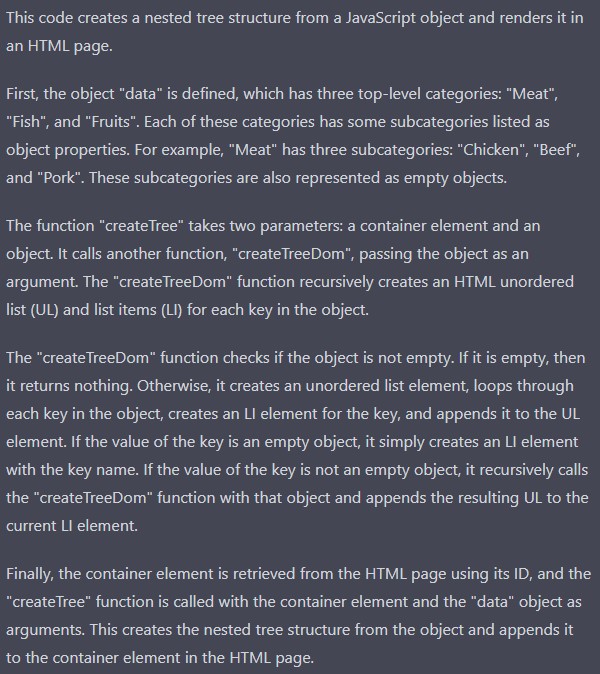 This code creates a nested tree structure from a JavaScript object and renders it in
an HTML page.
First, the object "data" is defined, which has three top-level categories: "Meat",
"Fish", and "Fruits". Each of these categories has some subcategories listed as
object properties. For example, "Meat" has three subcategories: "Chicken", "Beef",
and "Pork". These subcategories are also represented as empty objects.
The function "createTree" takes two parameters: a container element and an
object. It calls another function, "createTreeDom", passing the object as an
argument. The "createTreeDom" function recursively creates an HTML unordered
list (UL) and list items (LI) for each key in the object.
The "createTreeDom" function checks if the object is not empty. If it is empty, then
it returns nothing. Otherwise, it creates an unordered list element, loops through
each key in the object, creates an LI element for the key, and appends it to the UL
element. If the value of the key is an empty object, it simply creates an LI element
with the key name. If the value of the key is not an empty object, it recursively calls
the "createTreeDom" function with that object and appends the resulting UL to the
current LI element.
Finally, the container element is retrieved from the HTML page using its ID, and the
"createTree" function is called with the container element and the "data" object as
arguments. This creates the nested tree structure from the object and appends it
to the container element in the HTML page.